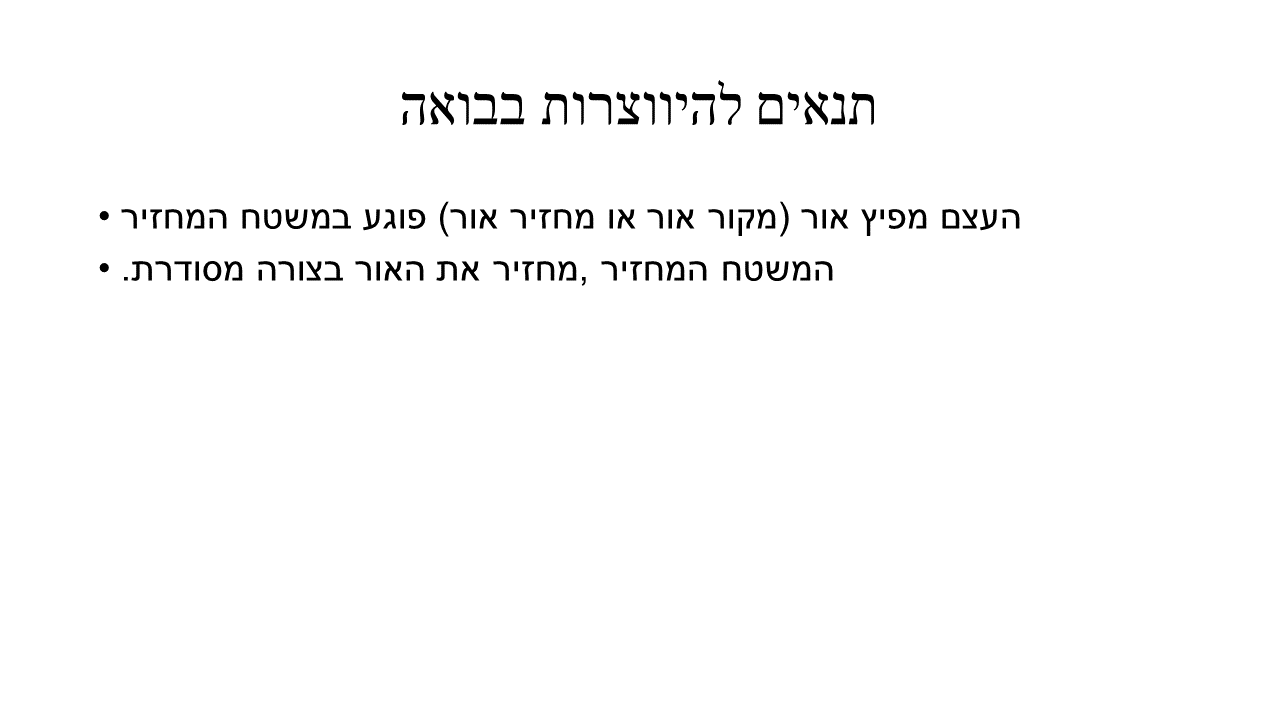 תנאים להיווצרות בבואה
• העצם מפיץ אור (מקור אור או מחזיר אור) פוגע במשטח המחזיר
• המשטח המחזיר ,מחזיר את האור בצורה מסודרת.